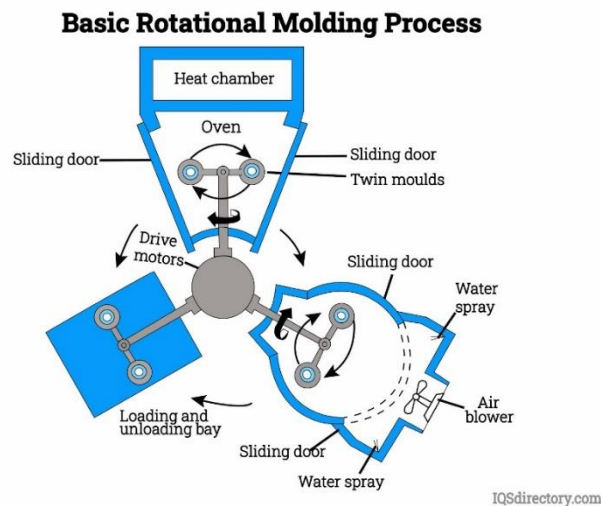 Basic Rotational Molding Process
Heat chamber
Oven
Sliding door
Sliding door
Twin moulds
Drive
motors
Sliding door
Water
spray
Loading and
unloading bay
Air
blower
Sliding door
Water spray
IQSdirectory.com